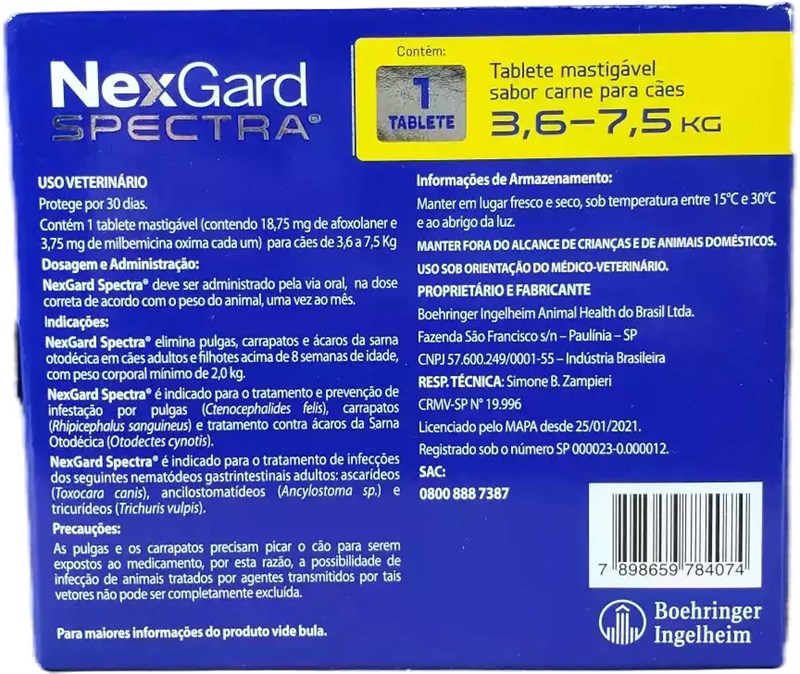 NexGard
SPECTRA®
Contém:
1
TABLETE
Tablete mastigável
sabor carne para cães
3,6–7,5 KG
USO VETERINÁRIO
Protege por 30 dias.
Contém 1 tablete mastigável (contendo 18,75 mg de afoxolaner e
3,75 mg de milbemicina oxima cada um) para cães de 3,6 a 7,5 Kg
Dosagem e Administração:
NexGard Spectra® deve ser administrado pela via oral, na dose
correta de acordo com o peso do animal, uma vez ao mês.
Indicações:
NexGard Spectra® elimina pulgas, carrapatos e ácaros da sarna
otodécica em cães adultos e filhotes acima de 8 semanas de idade,
com peso corporal mínimo de 2,0 kg.
NexGard Spectra® é indicado para o tratamento e prevenção de
infestação por pulgas (Ctenocephalides felis), carrapatos
(Rhipicephalus sanguineus) e tratamento contra ácaros da Sarna
Otodécica (Otodectes cynotis).
NexGard Spectra® é indicado para o tratamento de infecções
dos seguintes nematódeos gastrintestinais adultos: ascarídeos
(Toxocara canis), ancilostomatídeos (Ancylostoma sp.) e
tricurídeos (Trichuris vulpis).
Precauções:
As pulgas e os carrapatos precisam picar o cão para serem
expostos ao medicamento, por esta razão, a possibilidade de
infecção de animais tratados por agentes transmitidos por tais
vetores não pode ser completamente excluída.
Para maiores informações do produto vide bula.
Informações de Armazenamento:
Manter em lugar fresco e seco, sob temperatura entre 15°C e 30°C
e ao abrigo da luz.
MANTER FORA DO ALCANCE DE CRIANÇAS E DE ANIMAIS DOMÉSTICOS.
USO SOB ORIENTAÇÃO DO MÉDICO-VETERINÁRIO.
PROPRIETÁRIO E FABRICANTE
Boehringer Ingelheim Animal Health do Brasil Ltda.
Fazenda São Francisco s/n – Paulínia – SP
CNPJ 57.600.249/0001-55 – Indústria Brasileira
RESP. TÉCNICA: Simone B. Zampieri
CRMV-SP N° 19.996
Licenciado pelo MAPA desde 25/01/2021.
Registrado sob o número SP 000023-0.000012.
SAC:
0800 888 7387
7 898659 784074
Boehringer
Ingelheim